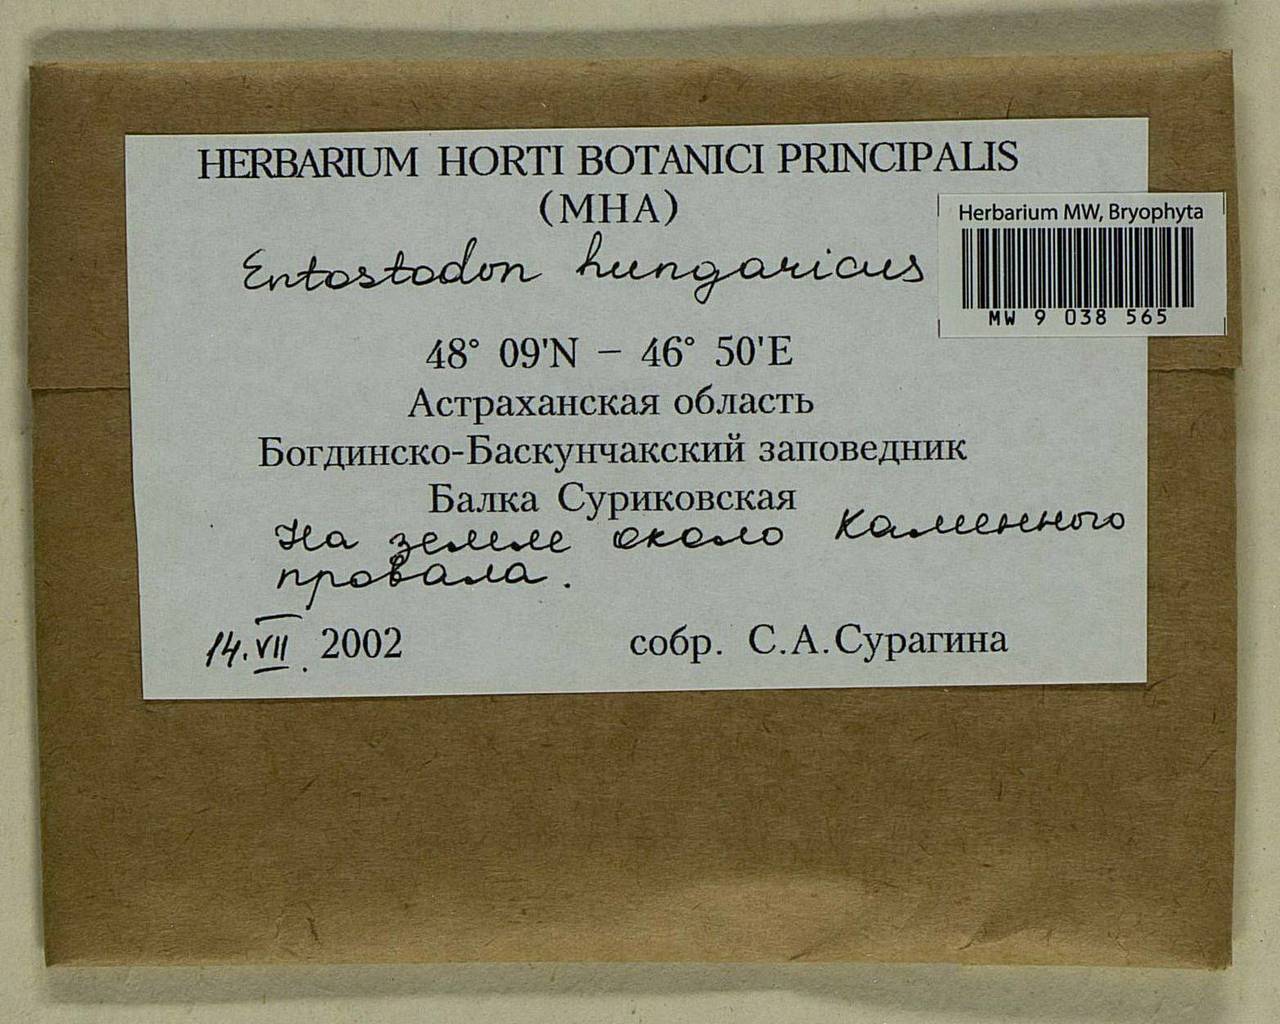 HERBARIUM HORTI BOTANICI PRINCIPALIS
(MHA)
Herbarium MW, Bryophyta
MW 9 038 565
Entostodon hungaricus
48° 09'N – 46° 50'E
Астраханская область
Богдинско-Баскунчакский заповедник
Балка Суриковская
На земле около каменного
провала.
14.VII. 2002 собр. С.А.Сурагина